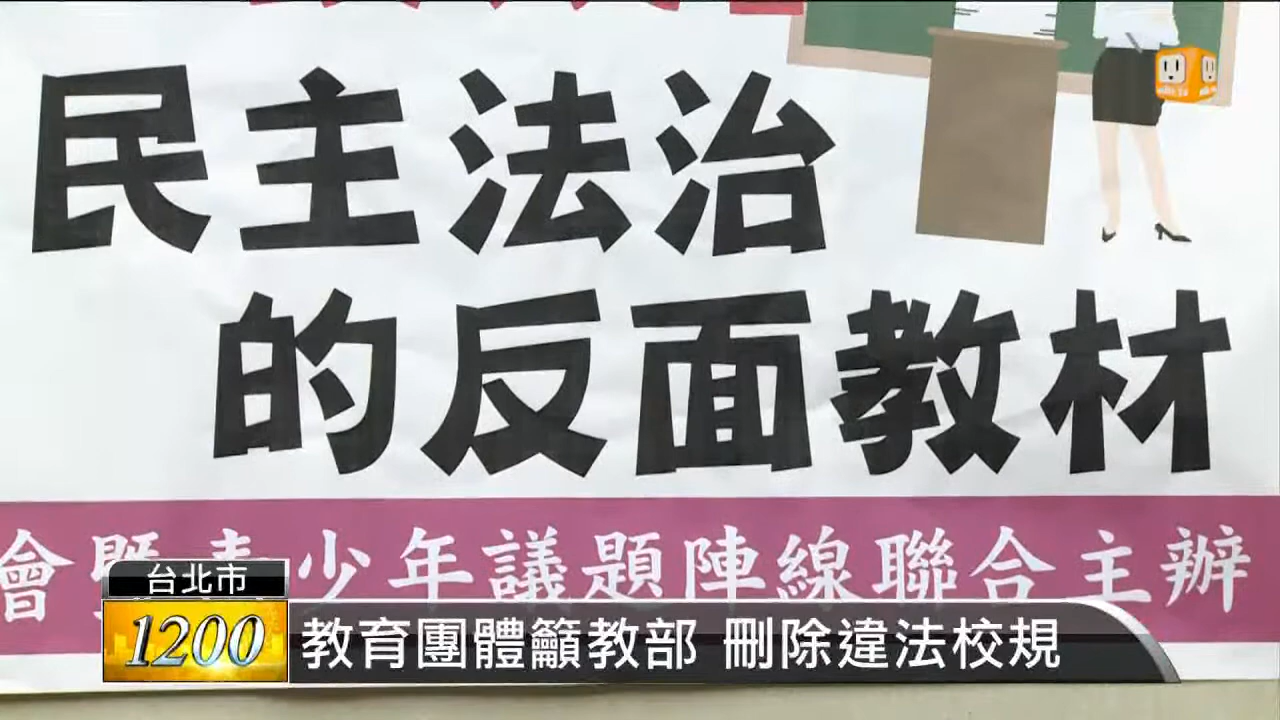 民主法治
的反面教材
會暨青少年議題陣線聯合主辦
台北市
1200
教育團體籲教部 刪除違法校規